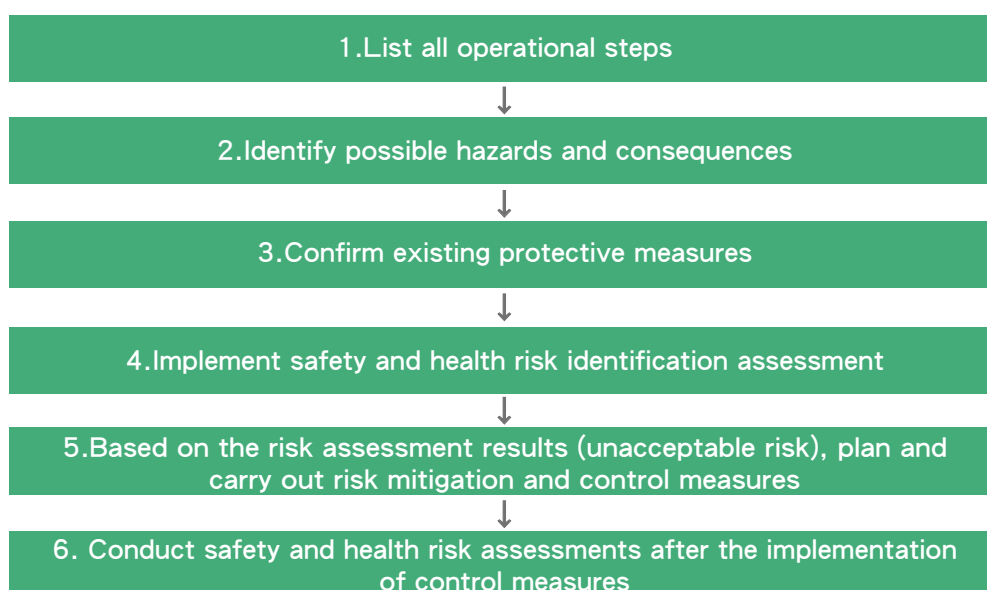 1.List all operational steps
↓
2.Identify possible hazards and consequences
↓
3.Confirm existing protective measures
↓
4.Implement safety and health risk identification assessment
↓
5.Based on the risk assessment results (unacceptable risk), plan and
carry out risk mitigation and control measures
↓
6. Conduct safety and health risk assessments after the implementation
of control measures